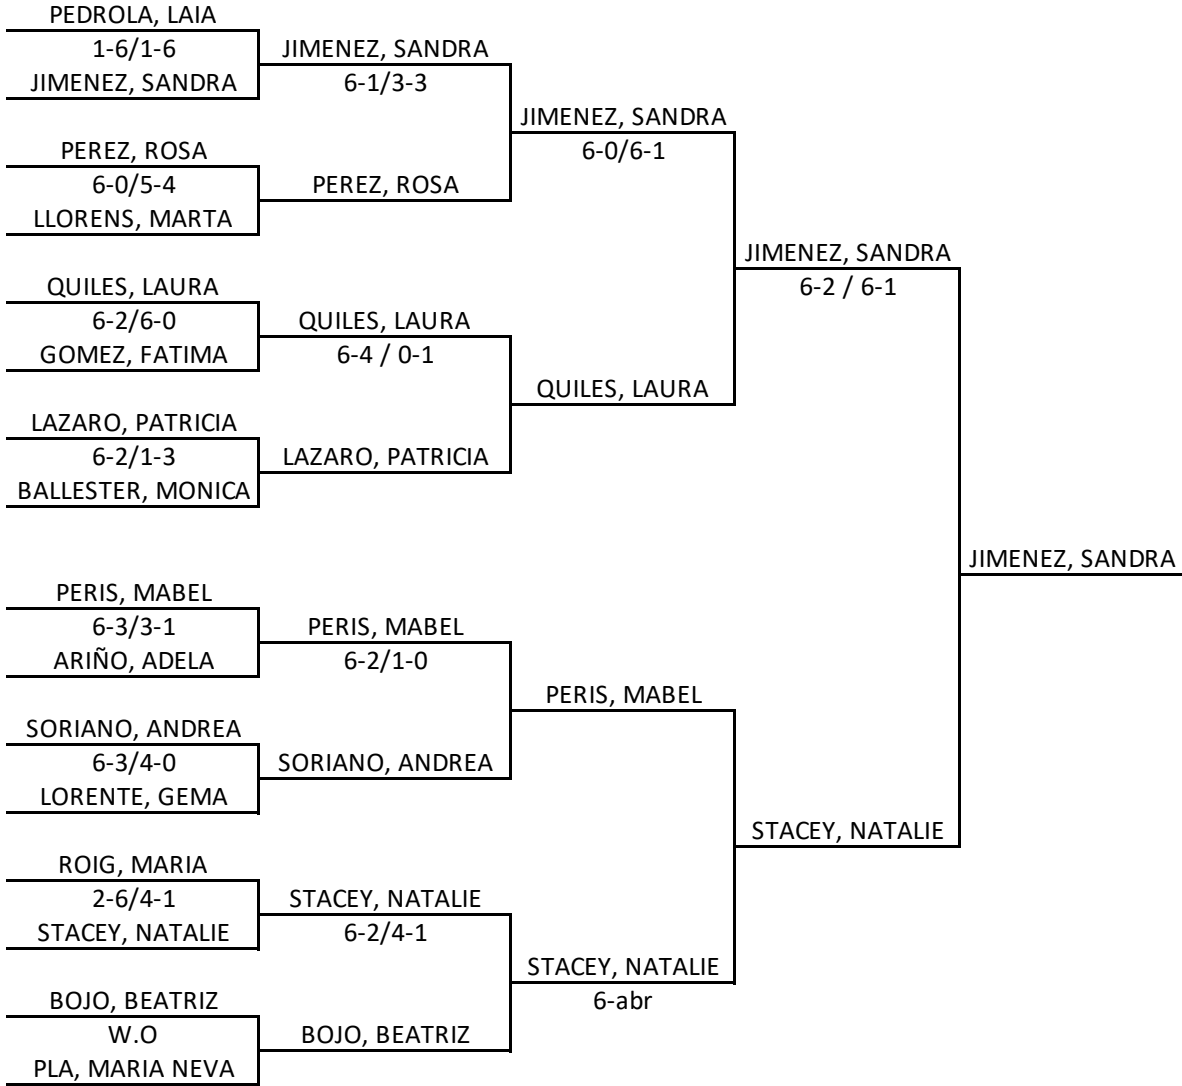 PEDROLA, LAIA
1-6/1-6
JIMENEZ, SANDRA
JIMENEZ, SANDRA
6-1/3-3
JIMENEZ, SANDRA
6-0/6-1
PEREZ, ROSA
6-0/5-4
PEREZ, ROSA
LLORENS, MARTA
JIMENEZ, SANDRA
6-2 / 6-1
QUILES, LAURA
6-2/6-0
QUILES, LAURA
GOMEZ, FATIMA
6-4 / 0-1
QUILES, LAURA
LAZARO, PATRICIA
6-2/1-3
LAZARO, PATRICIA
BALLESTER, MONICA
JIMENEZ, SANDRA
PERIS, MABEL
6-3/3-1
PERIS, MABEL
ARIÑO, ADELA
6-2/1-0
PERIS, MABEL
SORIANO, ANDREA
6-3/4-0
SORIANO, ANDREA
LORENTE, GEMA
STACEY, NATALIE
ROIG, MARIA
2-6/4-1
STACEY, NATALIE
STACEY, NATALIE
6-2/4-1
STACEY, NATALIE
6-abr
BOJO, BEATRIZ
W.O
BOJO, BEATRIZ
PLA, MARIA NEVA